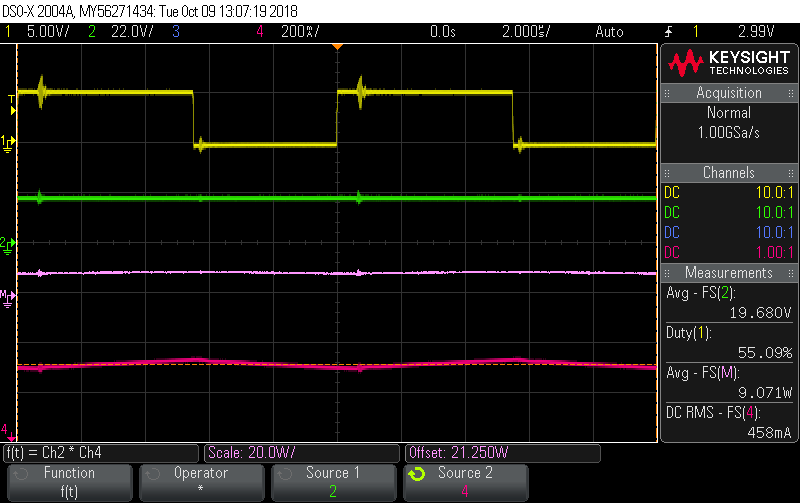 DSO-X 2004A, MY56271434: Tue Oct 09 13:07:19 2018
1 5.00V/ 2 22.0V/ 3 4 200%/ 0.0s 2.000%/ Auto 1 2.99V
KEYSIGHT
TECHNOLOGIES
Acquisition
Normal
1.00GSa/s
Channels
DC 10.0:1
DC 10.0:1
DC 10.0:1
DC 1.00:1
Measurements
Avg - FS(2):
19.680V
Duty(1):
55.09%
Avg - FS(M):
9.071W
DC RMS - FS(4):
458mA
T
1
2
M
4
f(t) = Ch2 * Ch4 Scale: 20.0W/ Offset: 21.250W
Function Operator Source 1 Source 2
f(t) * 2 4